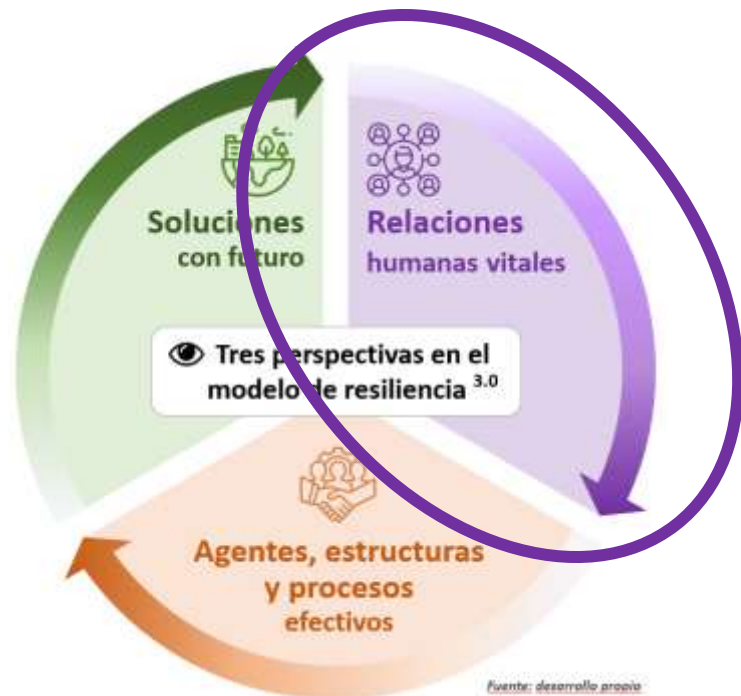 Soluciones
con futuro
Relaciones
humanas vitales
Tres perspectivas en el
modelo de resiliencia 3.0
Agentes, estructuras
y procesos
efectivos
Fuente: desarrollo propio